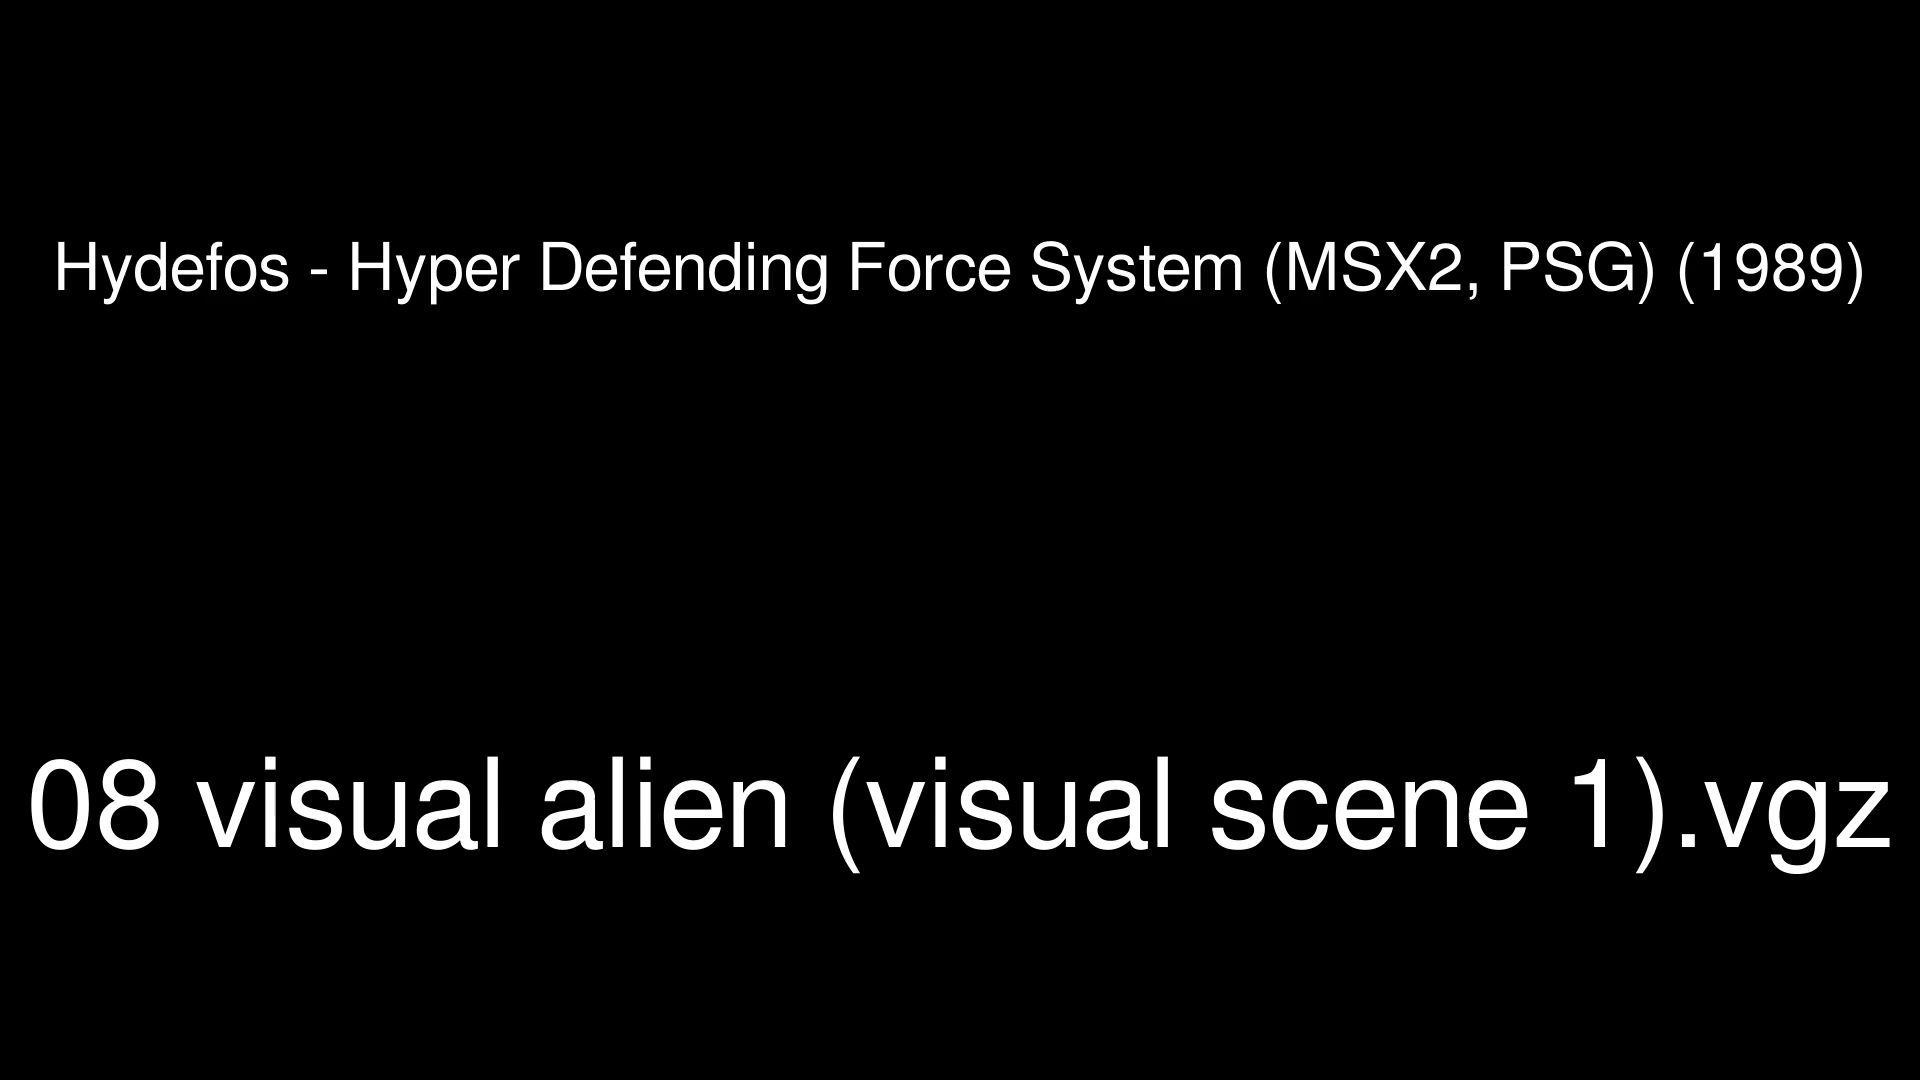 Hydefos - Hyper Defending Force System (MSX2, PSG) (1989)
08 visual alien (visual scene 1).vgz